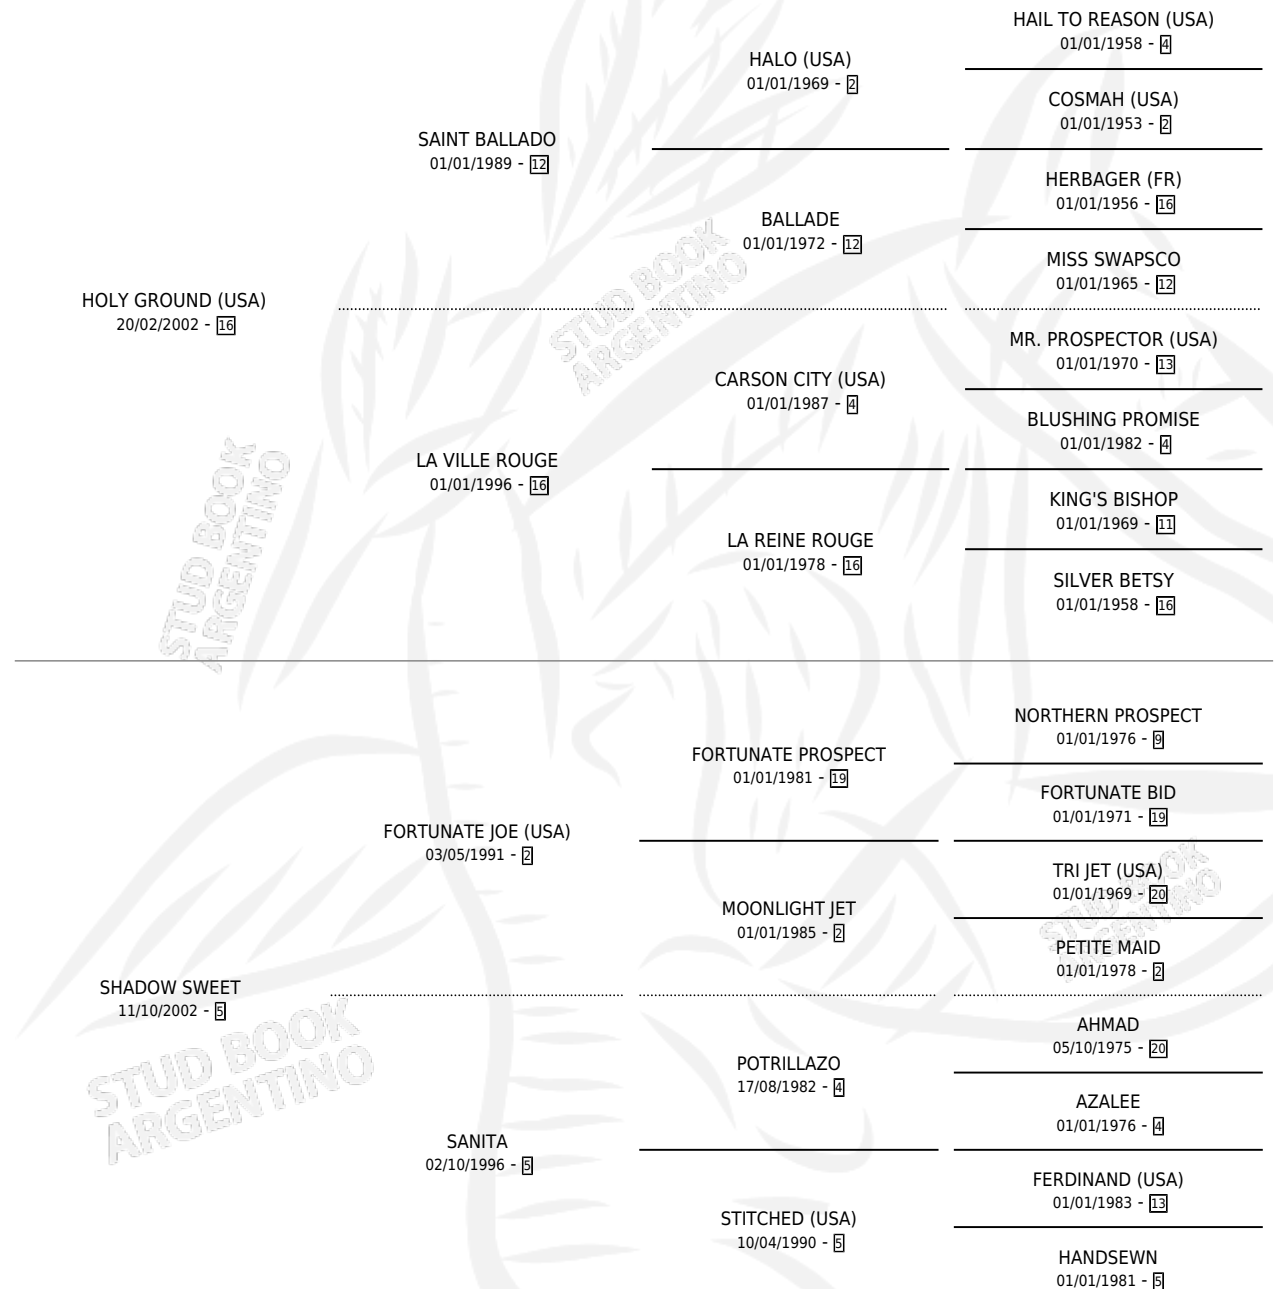 HAIL TO REASON (USA)
01/01/1958 - 4
HALO (USA)
01/01/1969 - 2
COSMAH (USA)
01/01/1953 - 2
SAINT BALLADO
01/01/1989 - 12
HERBAGER (FR)
01/01/1956 - 16
BALLADE
01/01/1972 - 12
MISS SWAPSCO
01/01/1965 - 12
HOLY GROUND (USA)
20/02/2002 - 16
STUD BOOK
ARGENTINO
MR. PROSPECTOR (USA)
01/01/1970 - 13
CARSON CITY (USA)
01/01/1987 - 4
BLUSHING PROMISE
01/01/1982 - 4
LA VILLE ROUGE
01/01/1996 - 16
KING'S BISHOP
01/01/1969 - 11
LA REINE ROUGE
01/01/1978 - 16
SILVER BETSY
01/01/1958 - 16
STUD BOOK
ARGENTINO
NORTHERN PROSPECT
01/01/1976 - 9
FORTUNATE PROSPECT
01/01/1981 - 19
FORTUNATE BID
01/01/1971 - 19
FORTUNATE JOE (USA)
03/05/1991 - 2
TRI JET (USA)
01/01/1969 - 20
STUD BOOK
ARGENTINO
MOONLIGHT JET
01/01/1985 - 2
PETITE MAID
01/01/1978 - 2
SHADOW SWEET
11/10/2002 - 5
STUD BOOK
ARGENTINO
AHMAD
05/10/1975 - 20
POTRILLAZO
17/08/1982 - 4
AZALEE
01/01/1976 - 4
SANITA
02/10/1996 - 5
FERDINAND (USA)
01/01/1983 - 13
STITCHED (USA)
10/04/1990 - 5
HANDSEWN
01/01/1981 - 5